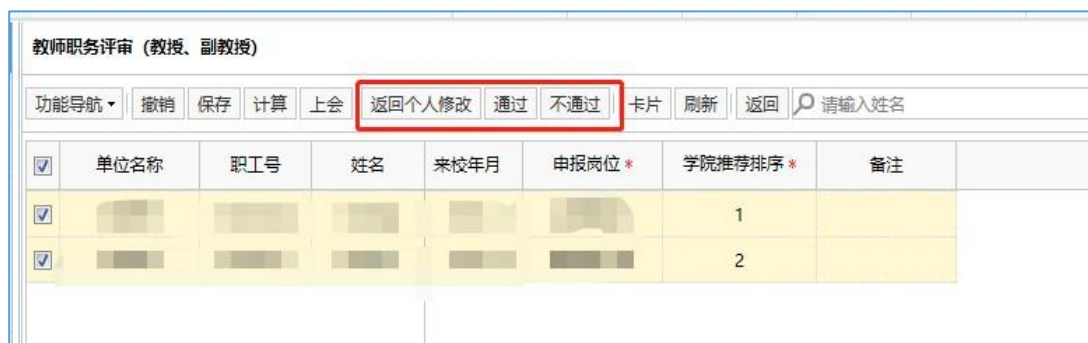 教师职务评审（教授、副教授)
功能导航 撤销 保存 计算 上会 返回个人修改 通过 不通过 卡片 刷新 返回 请输入姓名
单位名称 职工号 姓名 来校年月 申报岗位* 学院推荐排序* 备注
1
2